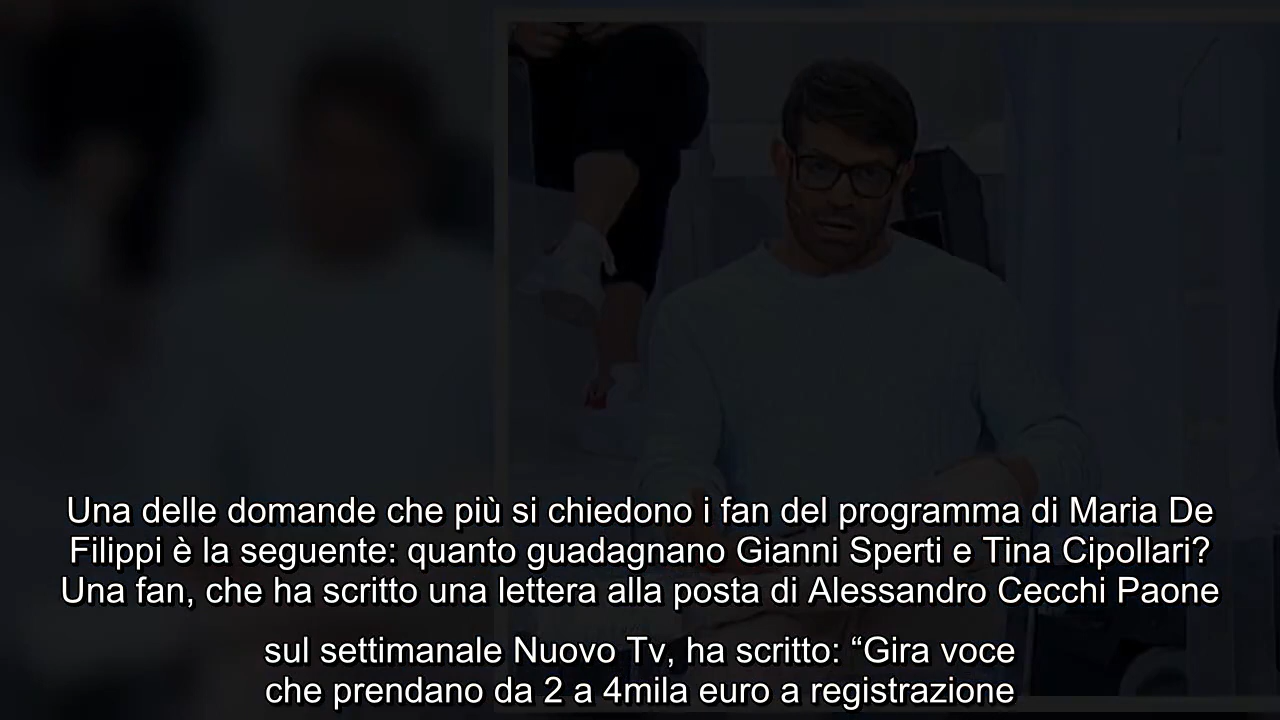 Una delle domande che più si chiedono i fan del programma di Maria De
Filippi è la seguente: quanto guadagnano Gianni Sperti e Tina Cipollari?
Una fan, che ha scritto una lettera alla posta di Alessandro Cecchi Paone
sul settimanale Nuovo Tv, ha scritto: “Gira voce
che prendano da 2 a 4mila euro a registrazione